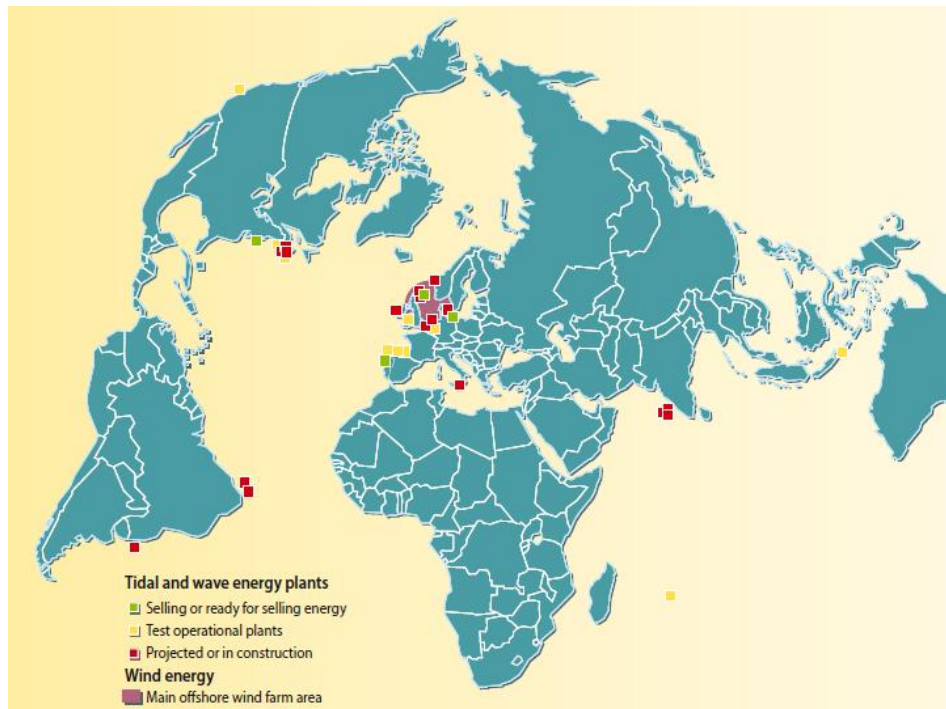 Tidal and wave energy plants
Selling or ready for selling energy
Test operational plants
Projected or in construction
Wind energy
Main offshore wind farm area